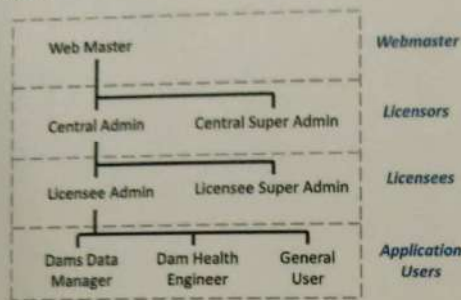 Web Master
Webmaster
Central Admin
Central Super Admin
Licensors
Licensee Admin
Licensee Super Admin
Licensees
Dams Data
Manager
Dam Health
Engineer
General
User
Application
Users